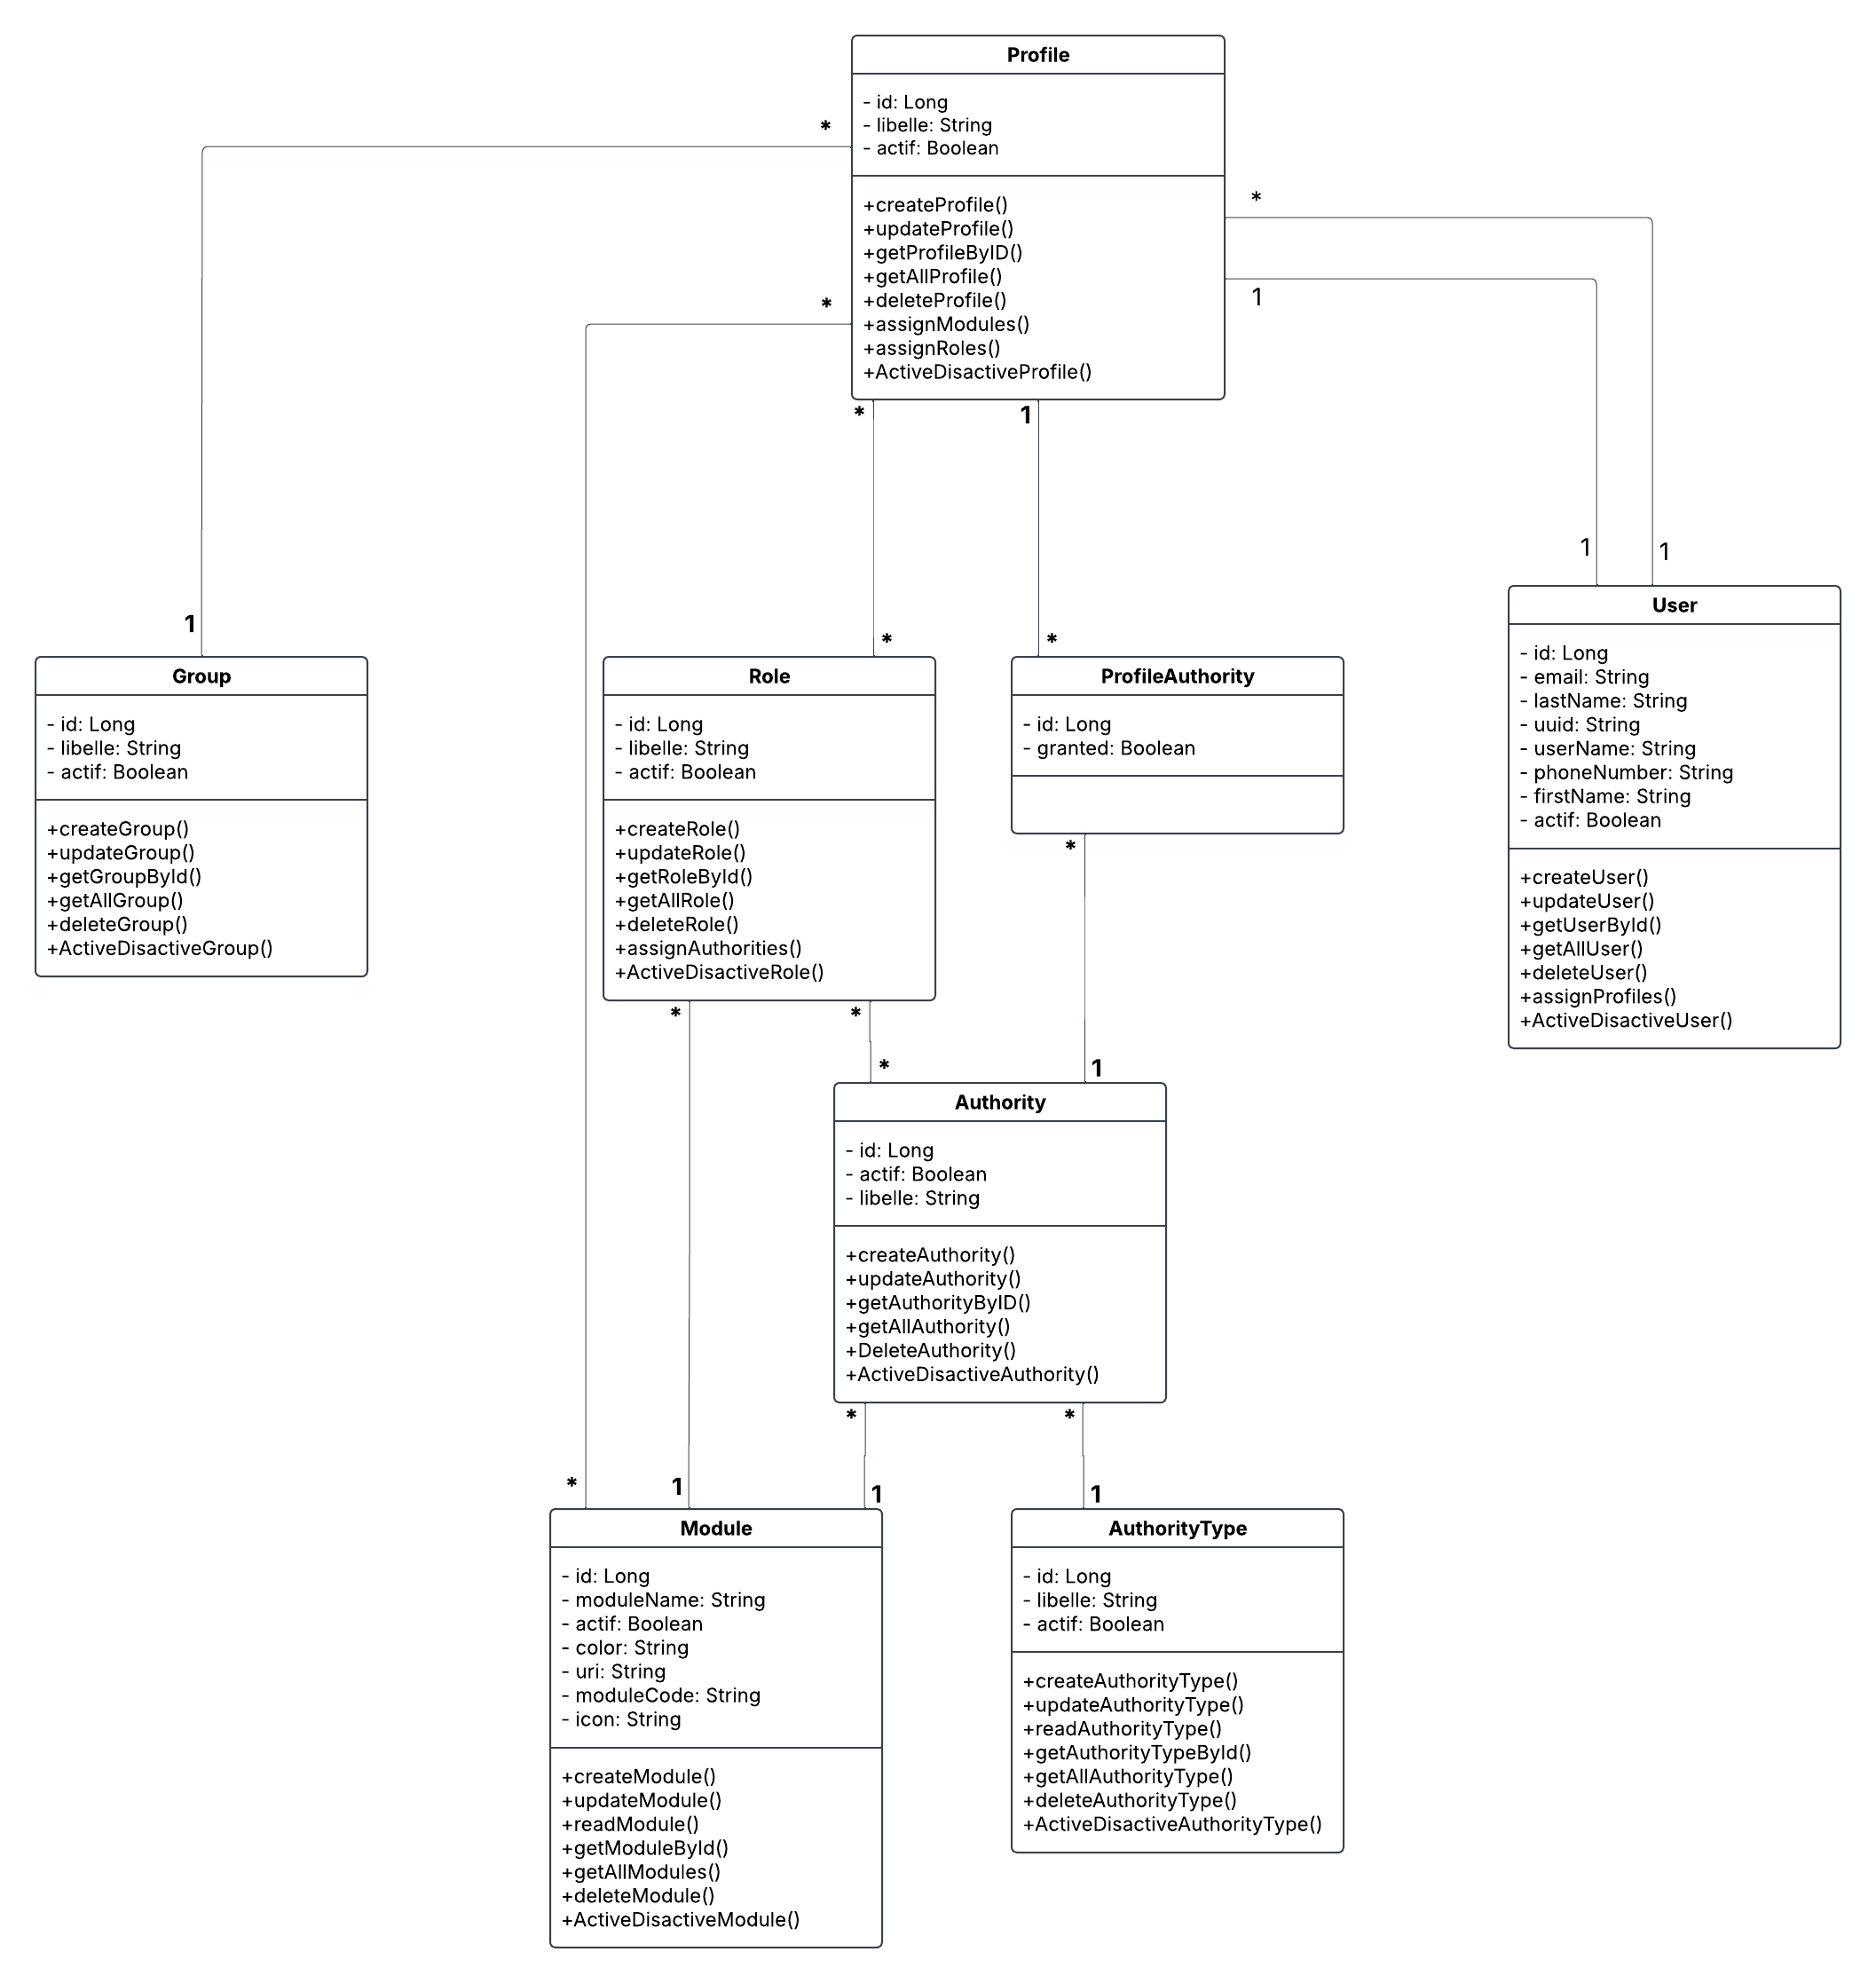 Profile
- id: Long
- libelle: String
- actif: Boolean
+createProfile()
+updateProfile()
+getProfileByID()
+getAllProfile()
+deleteProfile()
+assignModules()
+assignRoles()
+ActiveDisactiveProfile()
*
*
*
1
*
1
1
1
1
*
*
Group
- id: Long
- libelle: String
- actif: Boolean
+createGroup()
+updateGroup()
+getGroupById()
+getAllGroup()
+deleteGroup()
+ActiveDisactiveGroup()
Role
- id: Long
- libelle: String
- actif: Boolean
+createRole()
+updateRole()
+getRoleById()
+getAllRole()
+deleteRole()
+assignAuthorities()
+ActiveDisactiveRole()
ProfileAuthority
- id: Long
- granted: Boolean
User
- id: Long
- email: String
- lastName: String
- uuid: String
- userName: String
- phoneNumber: String
- firstName: String
- actif: Boolean
+createUser()
+updateUser()
+getUserById()
+getAllUser()
+deleteUser()
+assignProfiles()
+ActiveDisactiveUser()
*
*
*
*
1
Authority
- id: Long
- actif: Boolean
- libelle: String
+createAuthority()
+updateAuthority()
+getAuthorityByID()
+getAllAuthority()
+DeleteAuthority()
+ActiveDisactiveAuthority()
*
*
*
1
1
1
Module
- id: Long
- moduleName: String
- actif: Boolean
- color: String
- uri: String
- moduleCode: String
- icon: String
+createModule()
+updateModule()
+readModule()
+getModuleById()
+getAllModules()
+deleteModule()
+ActiveDisactiveModule()
AuthorityType
- id: Long
- libelle: String
- actif: Boolean
+createAuthorityType()
+updateAuthorityType()
+readAuthorityType()
+getAuthorityTypeById()
+getAllAuthorityType()
+deleteAuthorityType()
+ActiveDisactiveAuthorityType()